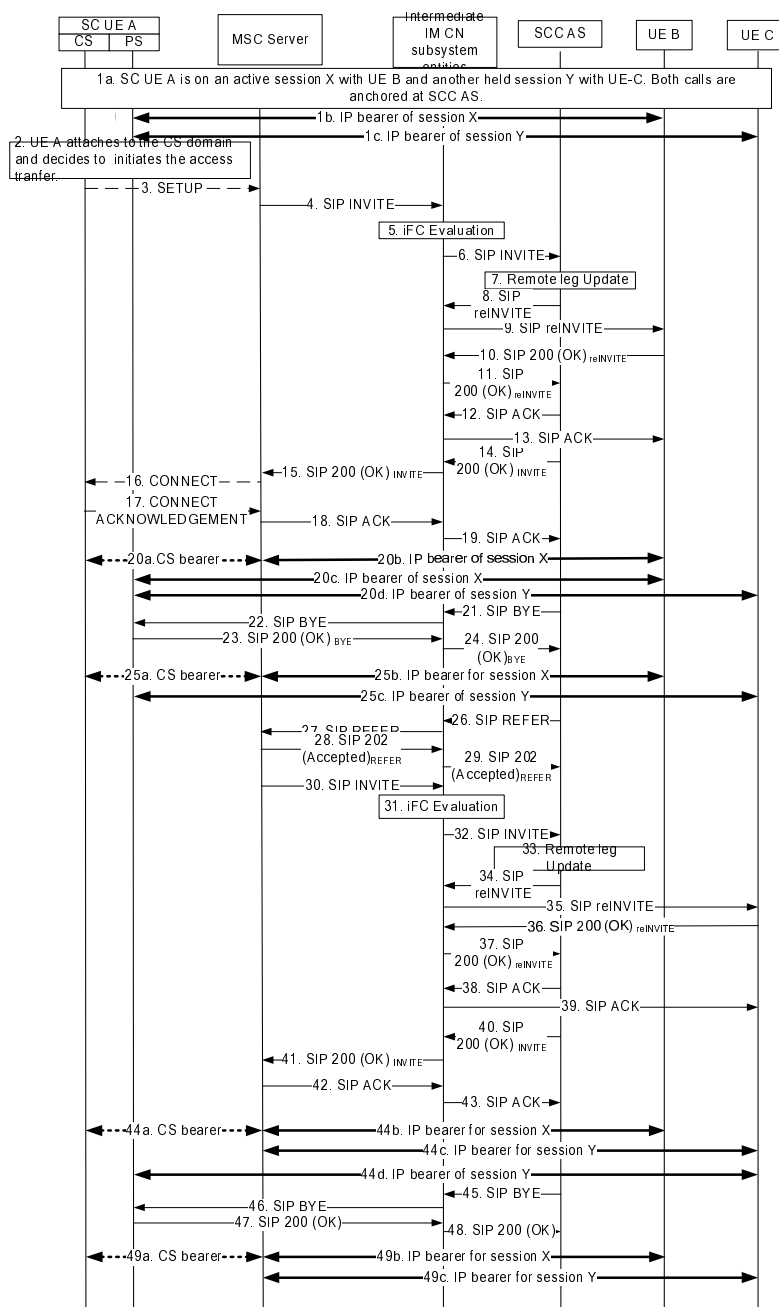 SC UE A
CS
PS
MSC Server
Intermediate
IM CN
subsystem
entities
SCC AS
UE B
UE C
1a. SC UE A is on an active session X with UE B and another held session Y with UE-C. Both calls are
anchored at SCC AS.
1b. IP bearer of session X
1c. IP bearer of session Y
2. UE A attaches to the CS domain
and decides to initiates the access
tranfer.
3. SETUP
4. SIP INVITE
5. iFC Evaluation
6. SIP INVITE
7. Remote leg Update
8. SIP
reINVITE
9. SIP reINVITE
10. SIP 200 (OK) reINVITE
11. SIP
200 (OK) reINVITE
12. SIP ACK
13. SIP ACK
14. SIP
200 (OK) INVITE
15. SIP 200 (OK) INVITE
16. CONNECT
17. CONNECT
ACKNOWLEDGEMENT
18. SIP ACK
19. SIP ACK
20a.CS bearer
20b. IP bearer of session X
20c. IP bearer of session X
20d. IP bearer of session Y
21. SIP BYE
22. SIP BYE
23. SIP 200 (OK) BYE
24. SIP 200
(OK)BYE
25a. CS bearer
25b. IP bearer for session X
25c. IP bearer of session Y
26. SIP REFER
27. SIP REFER
28. SIP 202
(Accepted)REFER
29. SIP 202
(Accepted)REFER
30. SIP INVITE
31. iFC Evaluation
32. SIP INVITE
33. Remote leg
Update
34. SIP
reINVITE
35. SIP reINVITE
36. SIP 200 (OK) reINVITE
37. SIP
200 (OK) reINVITE
38. SIP ACK
39. SIP ACK
40. SIP
200 (OK) INVITE
41. SIP 200 (OK) INVITE
42. SIP ACK
43. SIP ACK
44a. CS bearer
44b. IP bearer for session X
44c. IP bearer for session Y
44d. IP bearer of session Y
45. SIP BYE
46. SIP BYE
47. SIP 200 (OK)
48. SIP 200 (OK)
49a. CS bearer
49b. IP bearer for session X
49c. IP bearer for session Y